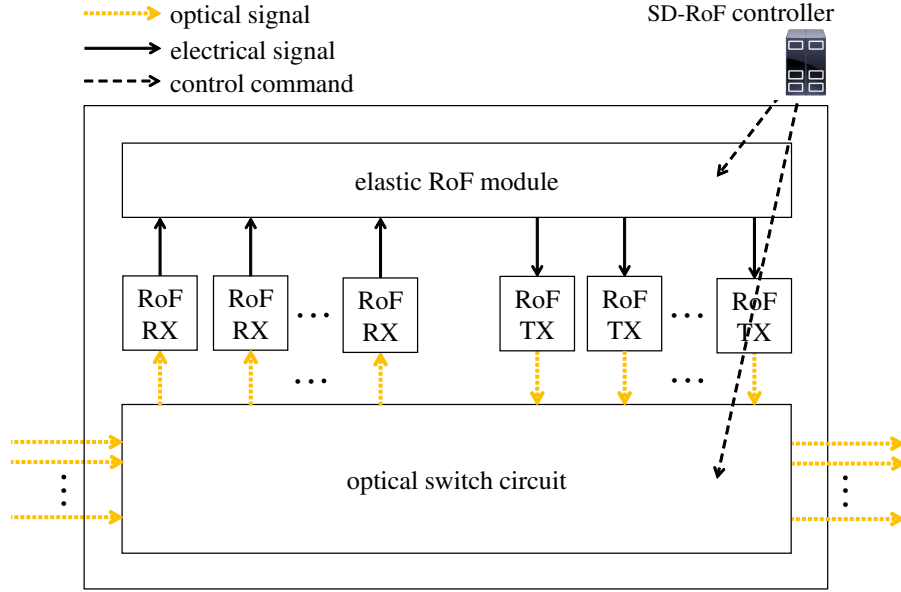 optical signal
SD-RoF controller
electrical signal
control command
elastic RoF module
RoF RoF RoF RoF RoF RoF
RX RX ... RX TX TX ... TX
... ...
optical switch circuit